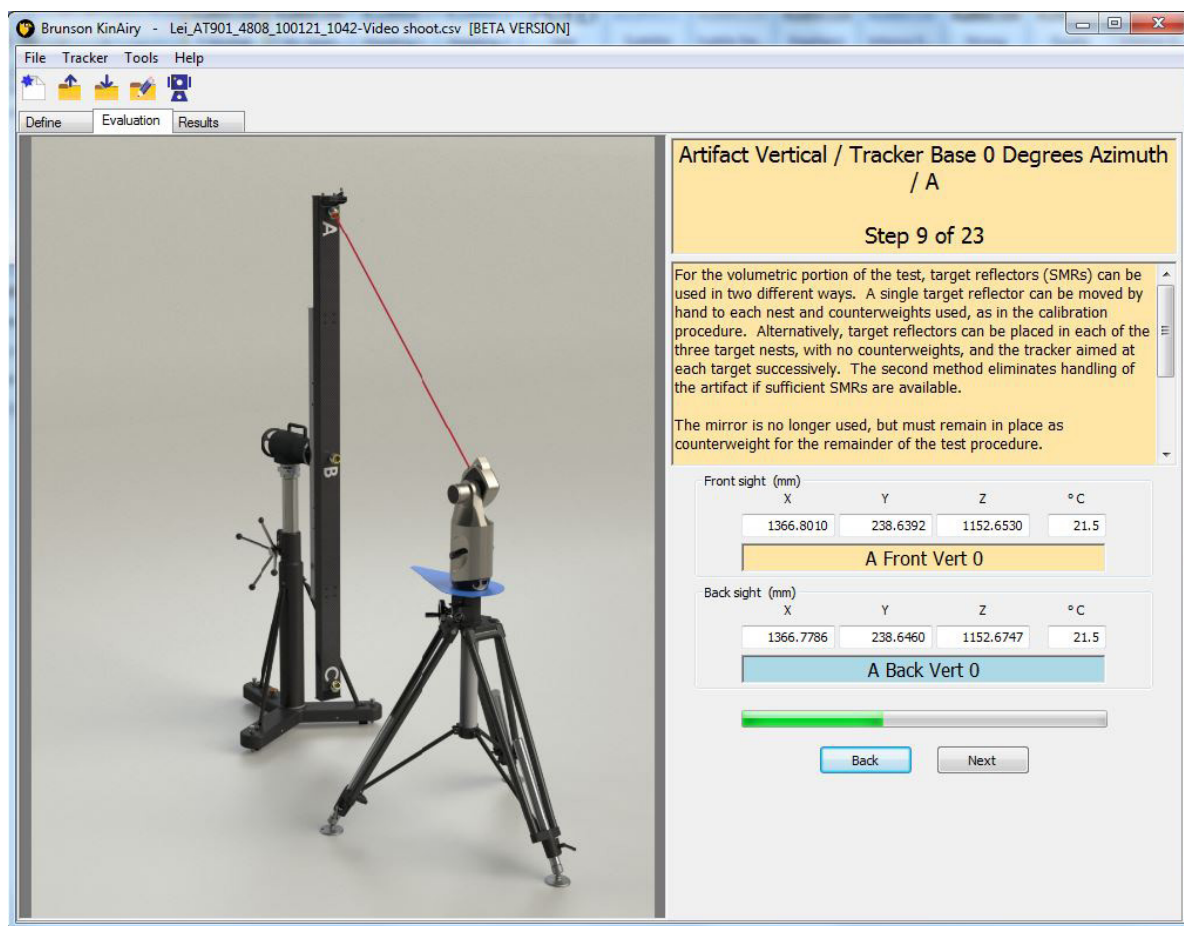 Brunson KinAiry - Lei_AT901_4808_100121_1042-Video shoot.csv [BETA VERSION]
File Tracker Tools Help
Define Evaluation Results
A
B
C
Artifact Vertical / Tracker Base 0 Degrees Azimuth
/ A
Step 9 of 23
For the volumetric portion of the test, target reflectors (SMRs) can be
used in two different ways. A single target reflector can be moved by
hand to each nest and counterweights used, as in the calibration
procedure. Alternatively, target reflectors can be placed in each of the
three target nests, with no counterweights, and the tracker aimed at
each target successively. The second method eliminates handling of
the artifact if sufficient SMRs are available.
The mirror is no longer used, but must remain in place as
counterweight for the remainder of the test procedure.
Front sight (mm)
X Y Z °C
1366.8010 238.6392 1152.6530 21.5
A Front Vert 0
Back sight (mm)
X Y Z °C
1366.7786 238.6460 1152.6747 21.5
A Back Vert 0
Back Next